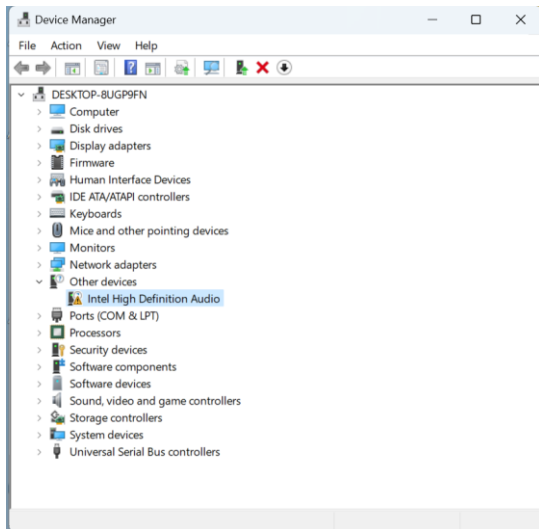 Device Manager
File Action View Help
DESKTOP-8UGP9FN
Computer
Disk drives
Display adapters
Firmware
Human Interface Devices
IDE ATA/ATAPI controllers
Keyboards
Mice and other pointing devices
Monitors
Network adapters
Other devices
Intel High Definition Audio
Ports (COM & LPT)
Processors
Security devices
Software components
Software devices
Sound, video and game controllers
Storage controllers
System devices
Universal Serial Bus controllers